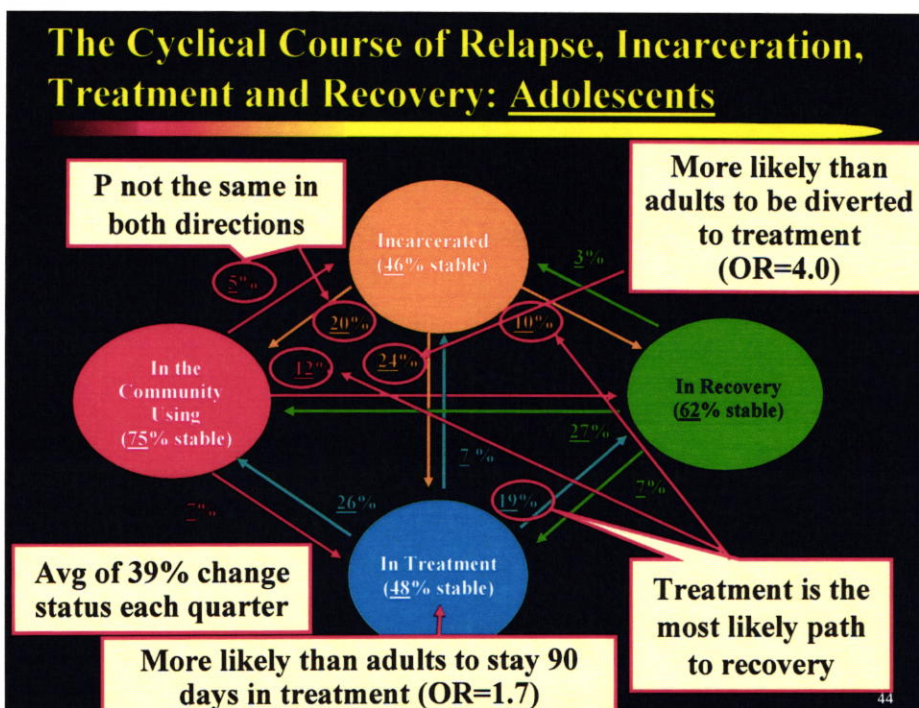 The Cyclical Course of Relapse, Incarceration,
Treatment and Recovery: Adolescents
P not the same in
both directions
More likely than
adults to be diverted
to treatment
(OR=4.0)
Incarcerated
(46% stable)
5%
3%
20%
10%
12%
24%
In the
Community
Using
(75% stable)
In Recovery
(62% stable)
27%
7%
7%
26%
19%
7%
In Treatment
(48% stable)
Avg of 39% change
status each quarter
Treatment is the
most likely path
to recovery
More likely than adults to stay 90
days in treatment (OR=1.7)
44